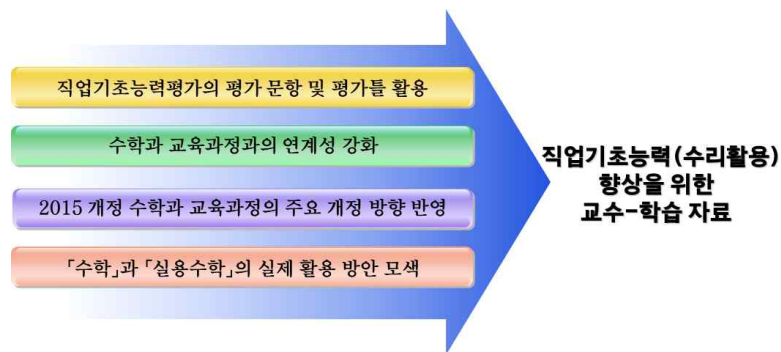 직업기초능력평가의 평가 문항 및 평가틀 활용
수학과 교육과정과의 연계성 강화
2015 개정 수학과 교육과정의 주요 개정 방향 반영
「수학」과 「실용수학」의 실제 활용 방안 모색
직업기초능력(수리활용)
향상을 위한
교수-학습 자료